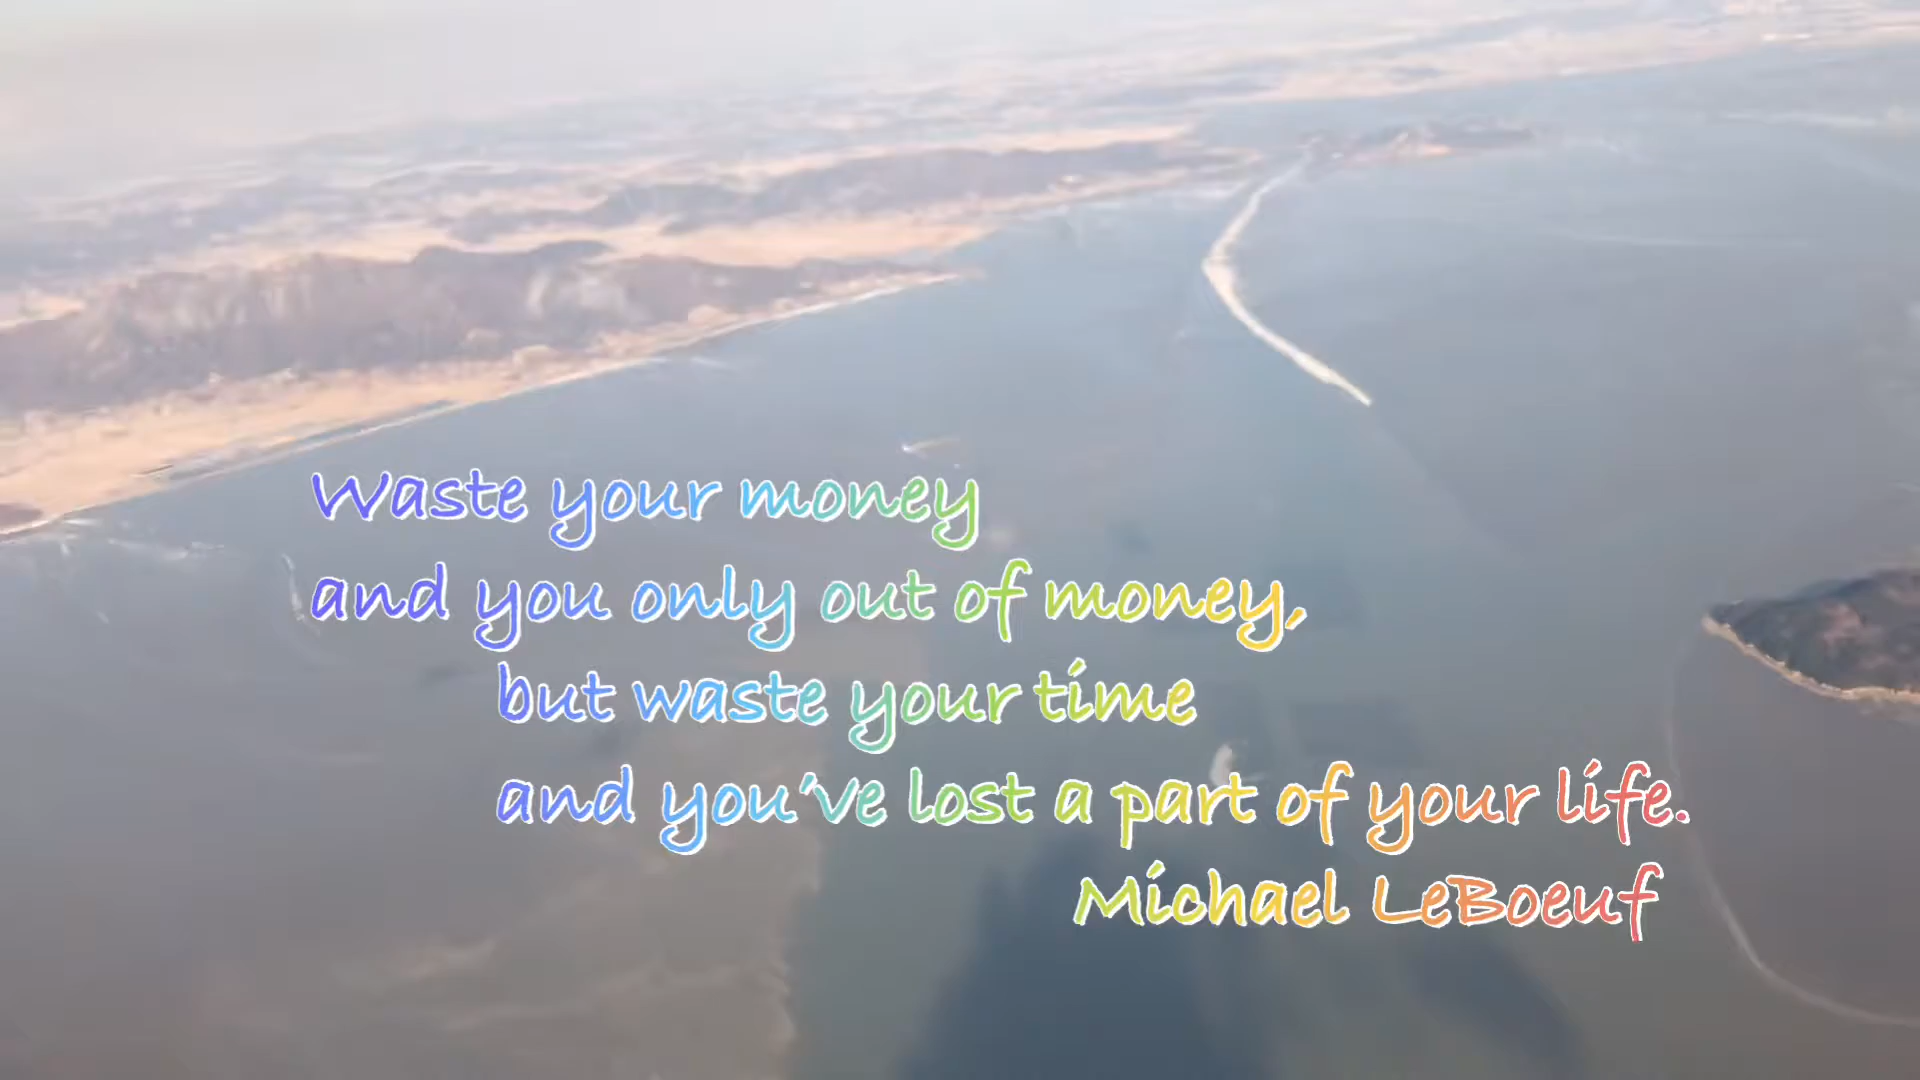 Waste your money
and you only out of money,
but waste your time
and you've lost a part of your life.
Michael LeBoeuf